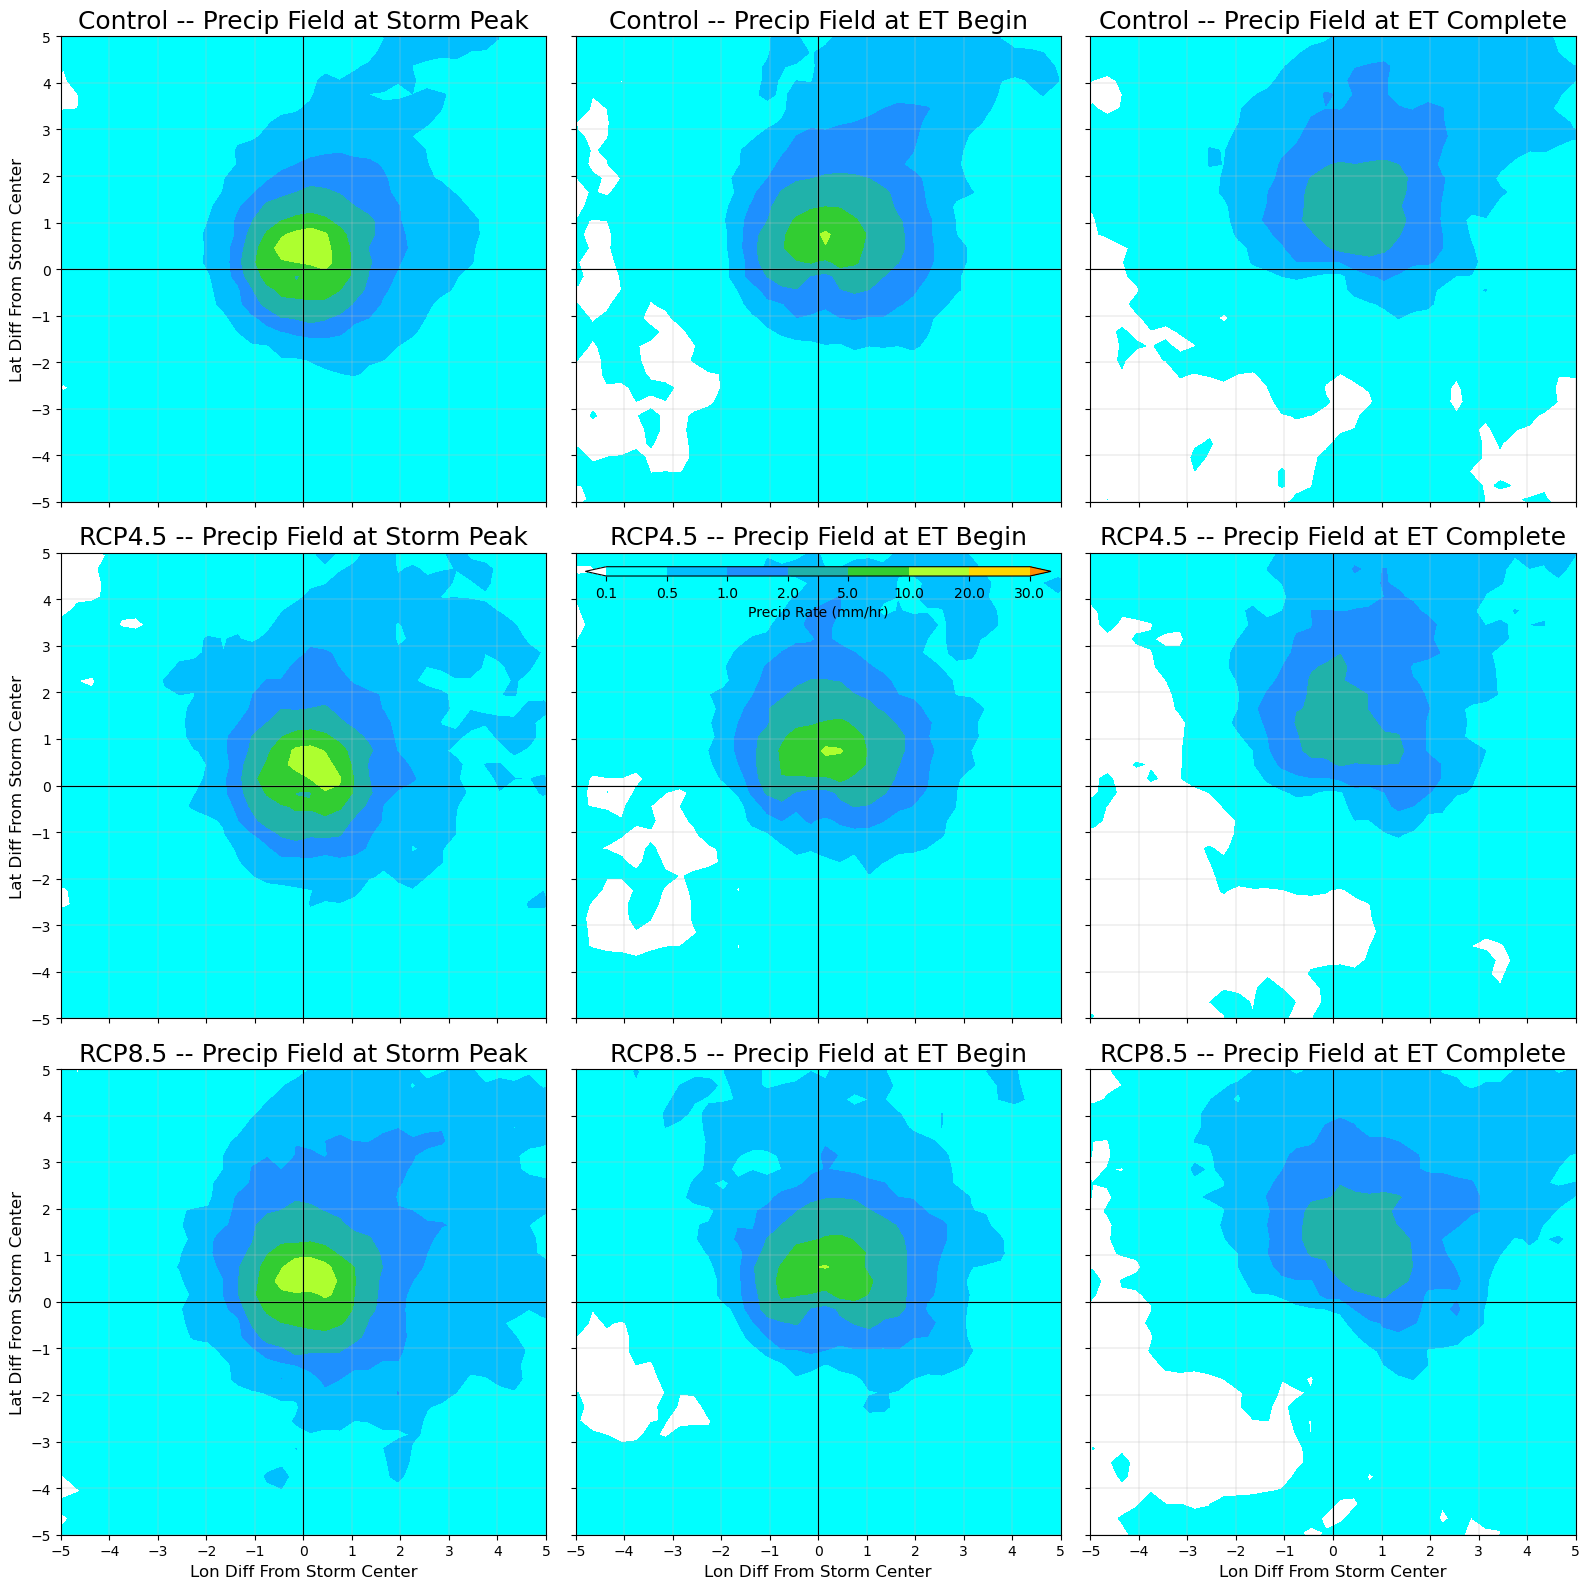 Control -- Precip Field at Storm Peak
Control -- Precip Field at ET Begin
Control -- Precip Field at ET Complete
5
4
3
2
1
0
−1
−2
−3
−4
−5
Lat Diff From Storm Center
RCP4.5 -- Precip Field at Storm Peak
RCP4.5 -- Precip Field at ET Begin
RCP4.5 -- Precip Field at ET Complete
5
4
3
2
1
0
−1
−2
−3
−4
−5
Lat Diff From Storm Center
0.1 0.5 1.0 2.0 5.0 10.0 20.0 30.0
Precip Rate (mm/hr)
RCP8.5 -- Precip Field at Storm Peak
RCP8.5 -- Precip Field at ET Begin
RCP8.5 -- Precip Field at ET Complete
5
4
3
2
1
0
−1
−2
−3
−4
−5
Lat Diff From Storm Center
−5 −4 −3 −2 −1 0 1 2 3 4 5
Lon Diff From Storm Center
−5 −4 −3 −2 −1 0 1 2 3 4 5
Lon Diff From Storm Center
−5 −4 −3 −2 −1 0 1 2 3 4 5
Lon Diff From Storm Center